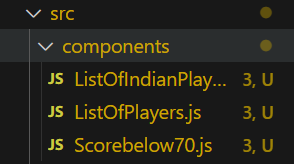 src
components
JS ListOfIndianPlay... 3, U
JS ListOfPlayers.js 3, U
JS Scorebelow70.js 3, U